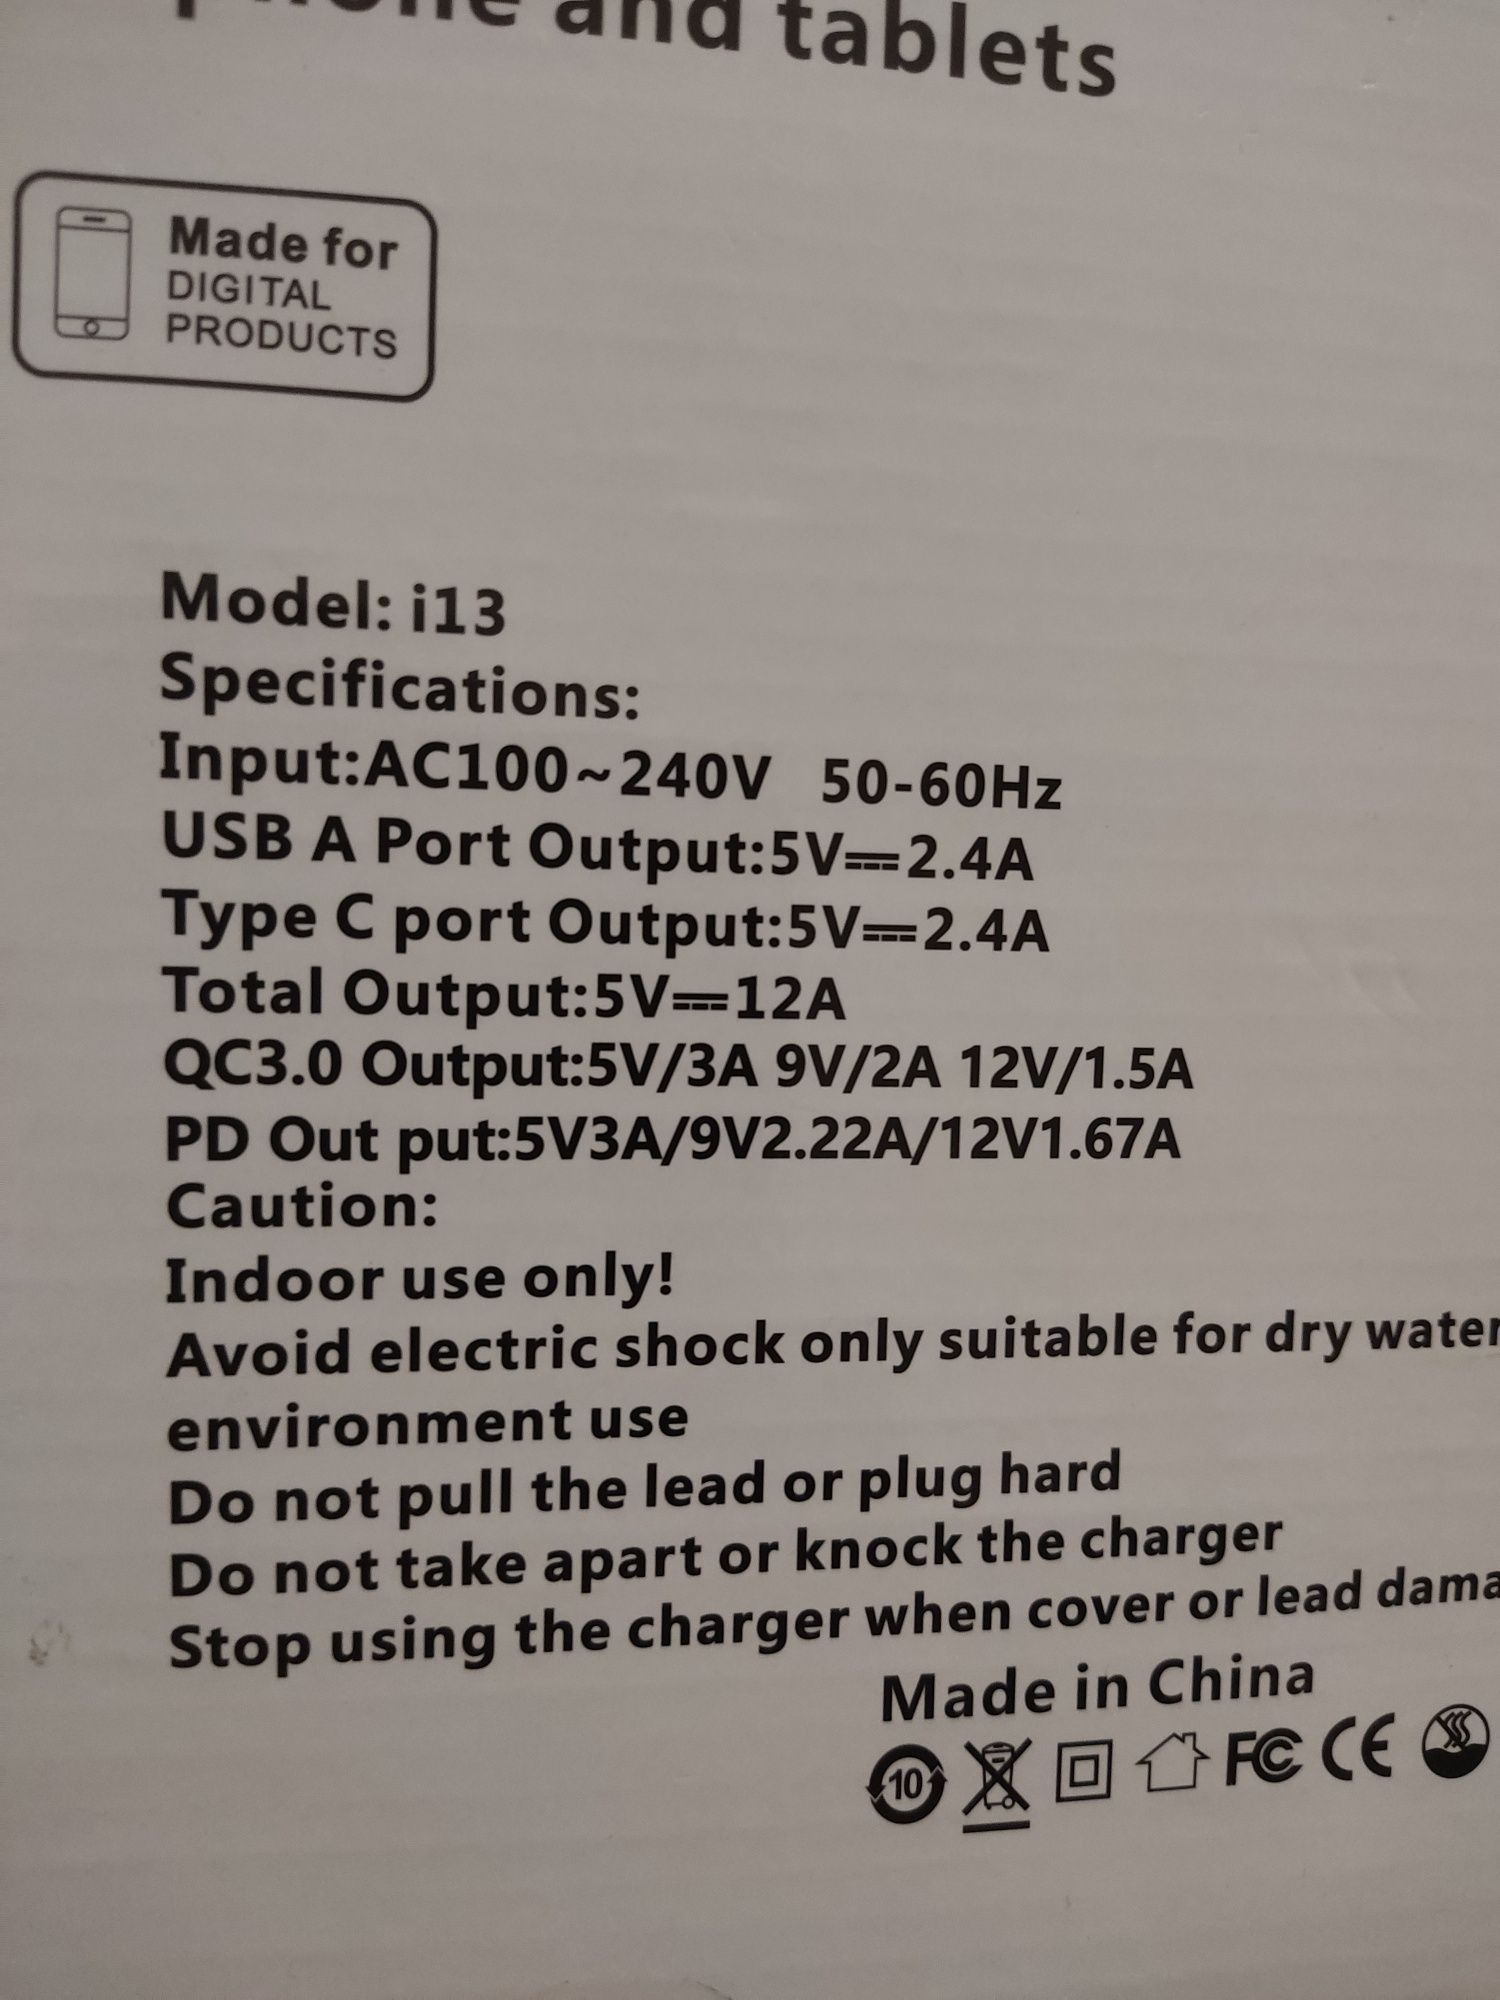 and tablets
Made for
DIGITAL
PRODUCTS
Model: i13
Specifications:
Input:AC100~240V 50-60Hz
USB A Port Output:5V⎓2.4A
Type C port Output:5V⎓2.4A
Total Output:5V⎓12A
QC3.0 Output:5V/3A 9V/2A 12V/1.5A
PD Out put:5V3A/9V2.22A/12V1.67A
Caution:
Indoor use only!
Avoid electric shock only suitable for dry water
environment use
Do not pull the lead or plug hard
Do not take apart or knock the charger
Stop using the charger when cover or lead
Made in China
10 FC CE